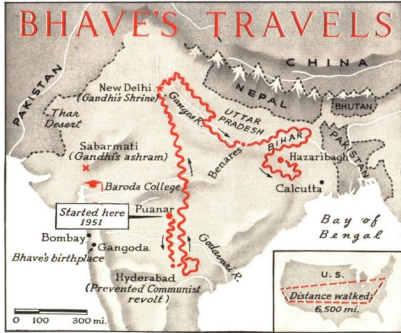 BHAVE'S TRAVELS
CHINA
PAKISTAN
NEPAL
BHUTAN
New Delhi
(Gandhi's Shrine)
Ganges R.
UTTAR
PRADESH
Thar
Desert
BIHAR
PAKISTAN
Sabarmati
(Gandhi's ashram)
Benares
Hazaribagh
Baroda College
Calcutta
Started here
1951
Puanar
Bay of
Bengal
Bombay
Gangoda
Bhave's birthplace
Godavari R.
Hyderabad
(Prevented Communist
revolt)
U.S.
Distance walked:
6,500 mi.
0 100 300 mi.